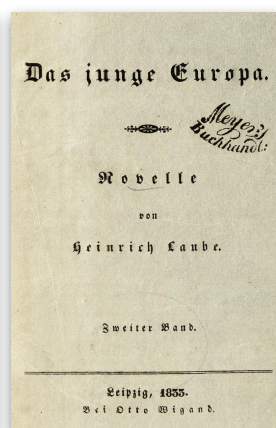 Das junge Europa.
Meyer's
Buchhandl:
Novelle
von
Heinrich Laube.
Zweiter Band.
Leipzig, 1833.
Bei Otto Wigand.